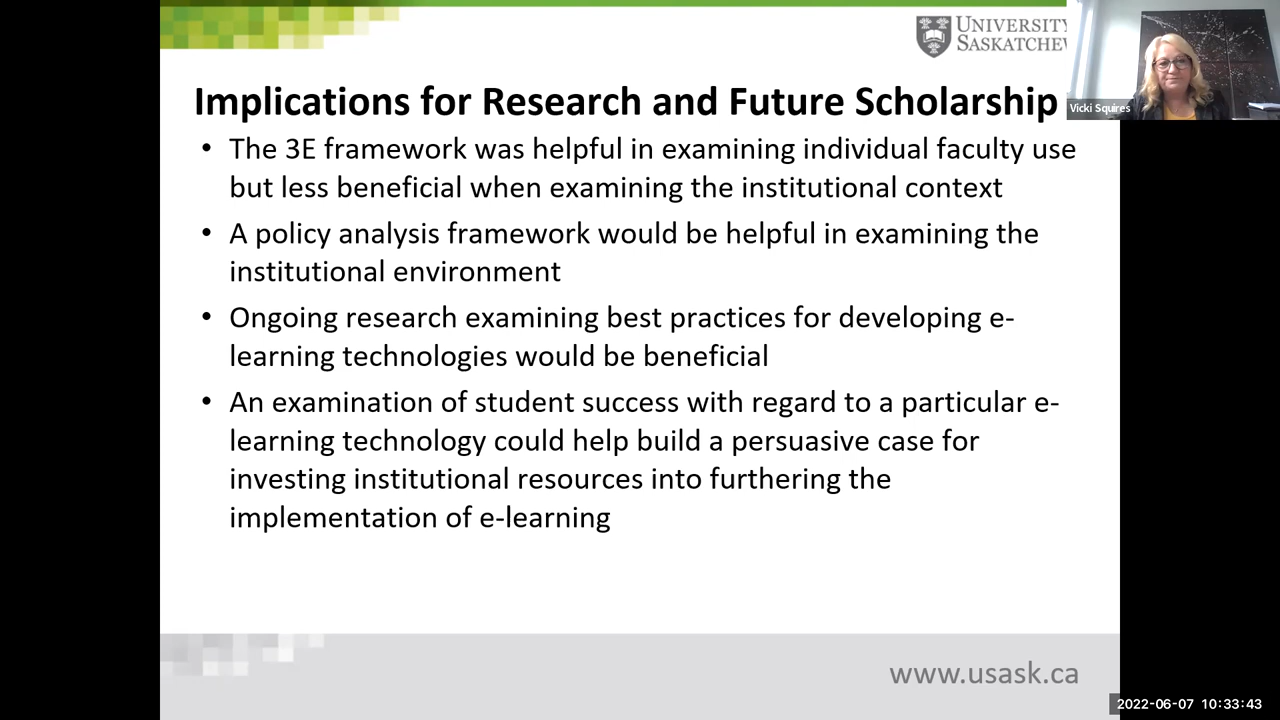 UNIVERSITY
SASKATCHEW
Vicki Squires
Implications for Research and Future Scholarship
• The 3E framework was helpful in examining individual faculty use
but less beneficial when examining the institutional context
• A policy analysis framework would be helpful in examining the
institutional environment
• Ongoing research examining best practices for developing e-
learning technologies would be beneficial
• An examination of student success with regard to a particular e-
learning technology could help build a persuasive case for
investing institutional resources into furthering the
implementation of e-learning
www.usask.ca
2022-06-07 10:33:43